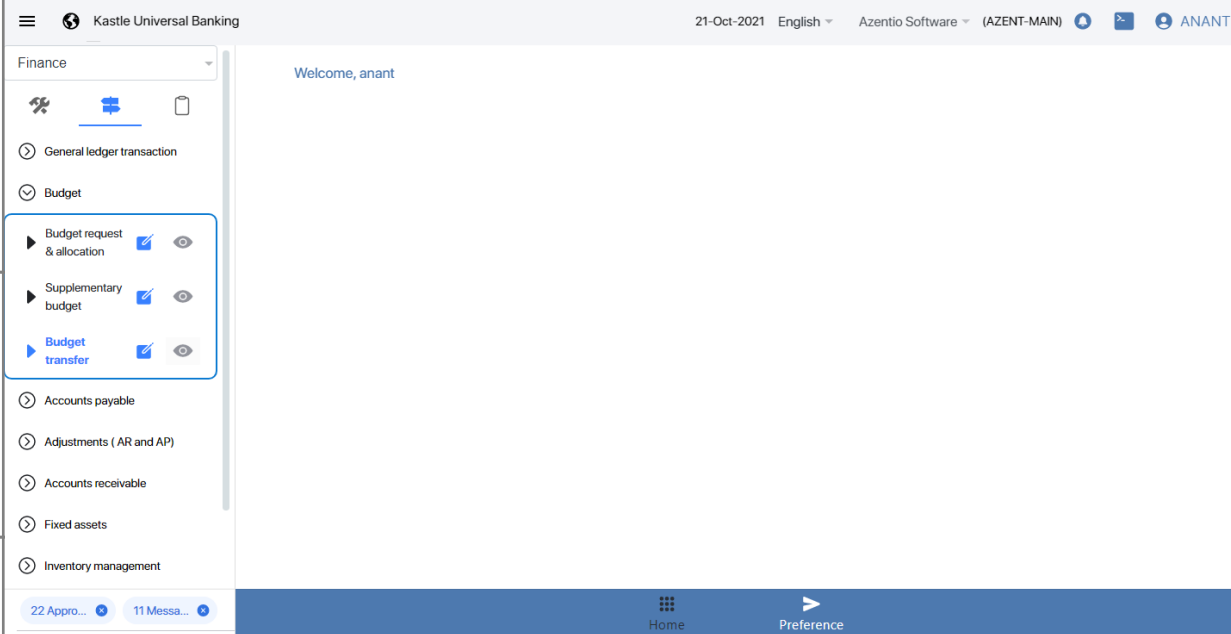 Kastle Universal Banking
21-Oct-2021 English Azentio Software (AZENT-MAIN) ANANT
Finance
Welcome, anant
General ledger transaction
Budget
Budget request
& allocation
Supplementary
budget
Budget
transfer
Accounts payable
Adjustments ( AR and AP)
Accounts receivable
Fixed assets
Inventory management
22 Appro... 11 Messa...
Home
Preference